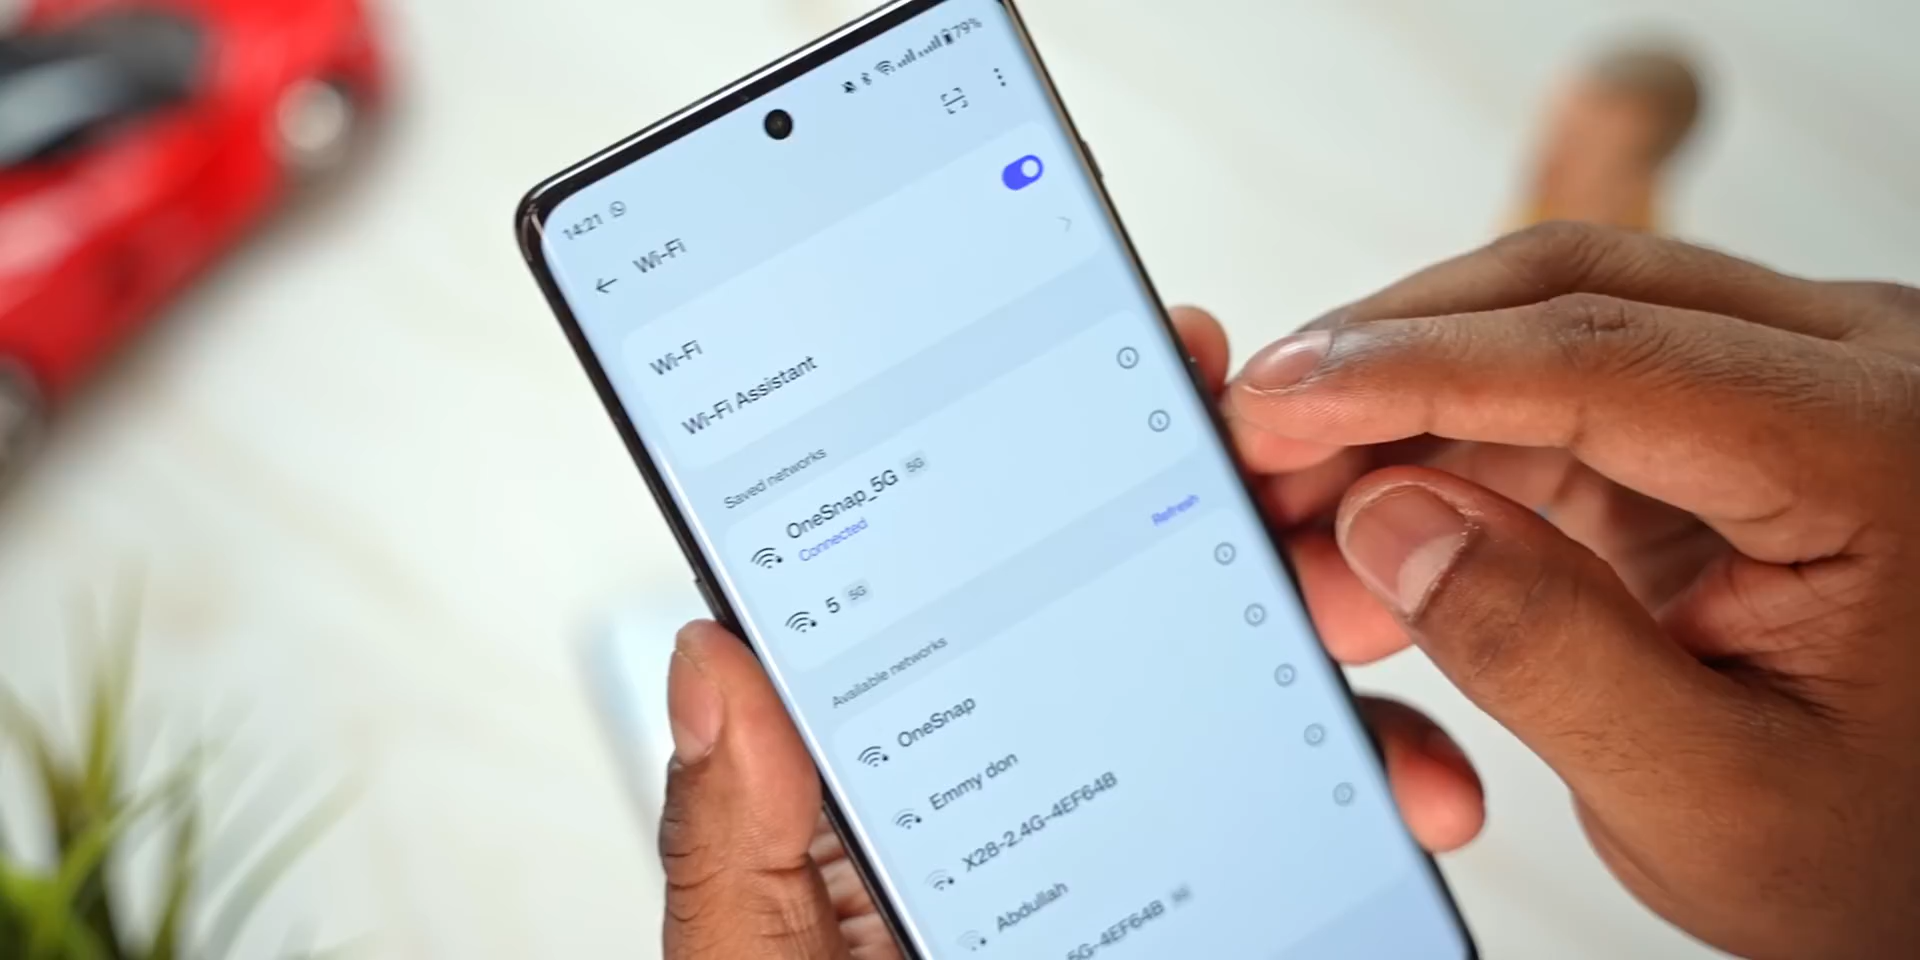 14:21 79%
Wi-Fi
Wi-Fi
Wi-Fi Assistant
Saved networks
OneSnap_5G 5G
Connected
5 5G
Available networks Refresh
OneSnap
Emmy don
X28-2.4G-4EF64B
Abdullah
5G-4EF64B